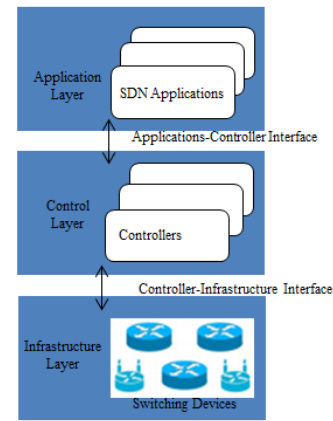 Application
Layer
SDN Applications
Applications-Controller Interface
Control
Layer
Controllers
Controller-Infrastructure Interface
Infrastructure
Layer
Switching Devices